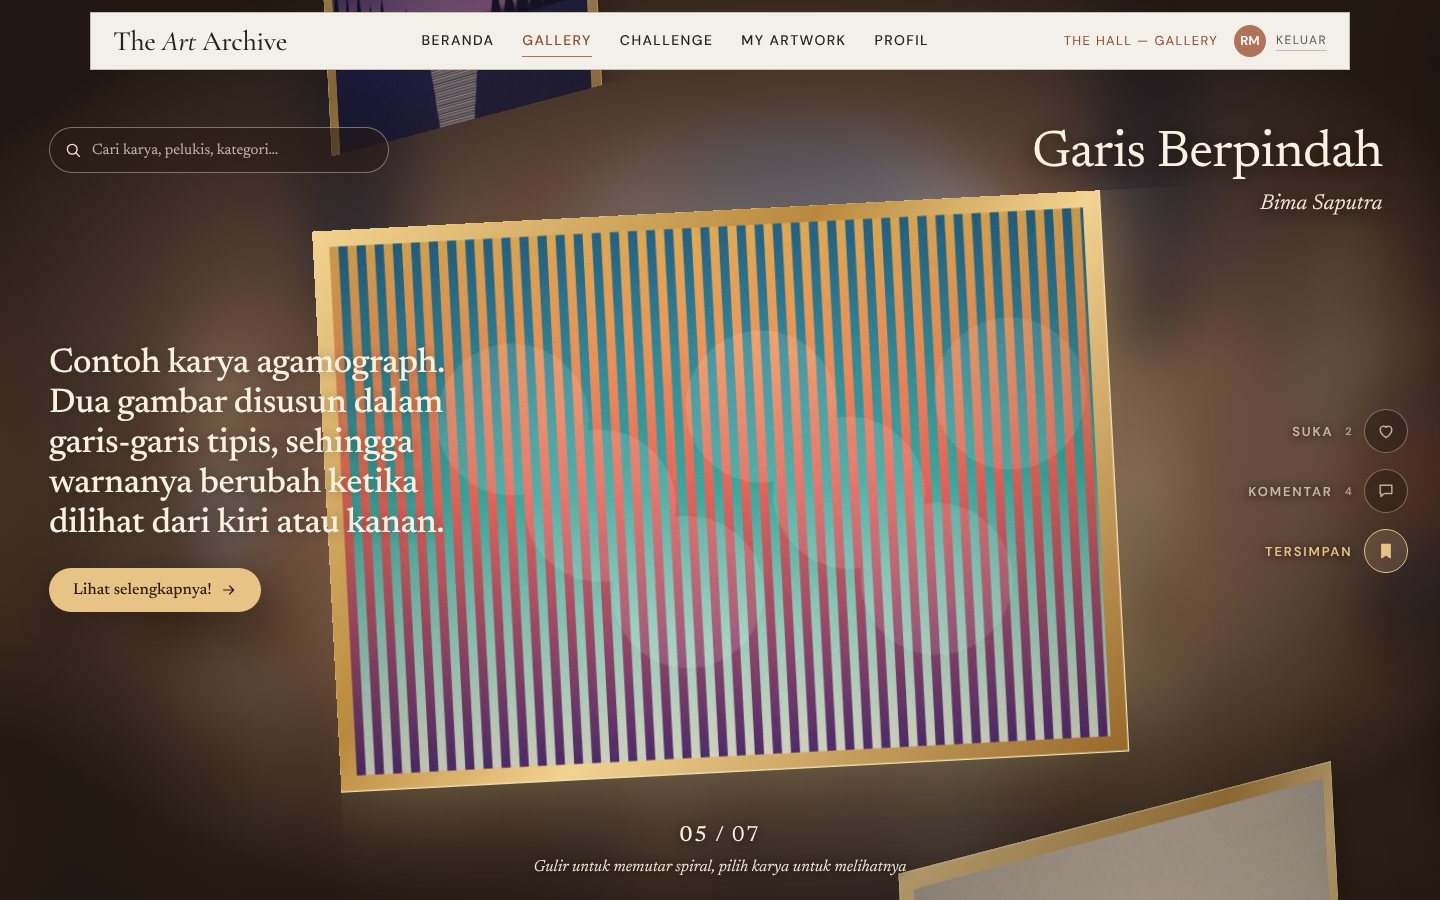 The Art Archive
BERANDA GALLERY CHALLENGE MY ARTWORK PROFIL
THE HALL — GALLERY RM KELUAR
Cari karya, pelukis, kategori...
Garis Berpindah
Bima Saputra
Contoh karya agamograph.
Dua gambar disusun dalam
garis-garis tipis, sehingga
warnanya berubah ketika
dilihat dari kiri atau kanan.
Lihat selengkapnya! →
SUKA 2
KOMENTAR 4
TERSIMPAN
05 / 07
Gulir untuk memutar spiral, pilih karya untuk melihatnya